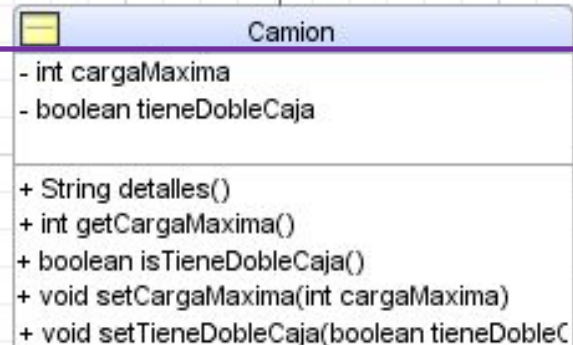 Camion
- int cargaMaxima
- boolean tieneDobleCaja
+ String detalles()
+ int getCargaMaxima()
+ boolean isTieneDobleCaja()
+ void setCargaMaxima(int cargaMaxima)
+ void setTieneDobleCaja(boolean